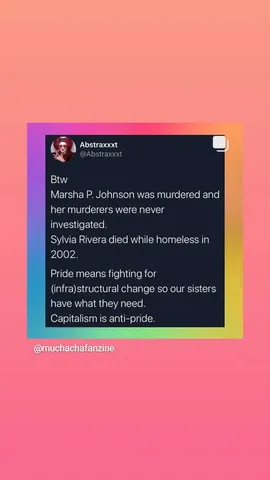 Abstraxxxt
@Abstraxxxt
Btw
Marsha P. Johnson was murdered and
her murderers were never
investigated.
Sylvia Rivera died while homeless in
2002.
Pride means fighting for
(infra)structural change so our sisters
have what they need.
Capitalism is anti-pride.
@muchachafanzine